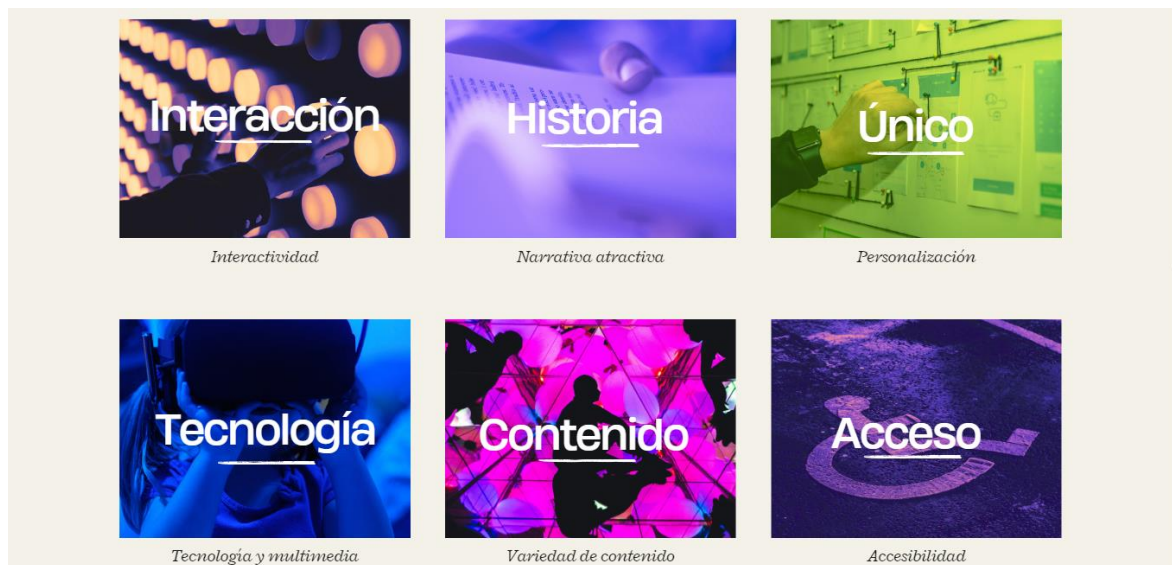 Interacción
Historia
Único
Interactividad
Narrativa atractiva
Personalización
Tecnología
Contenido
Acceso
Tecnología y multimedia
Variedad de contenido
Accesibilidad